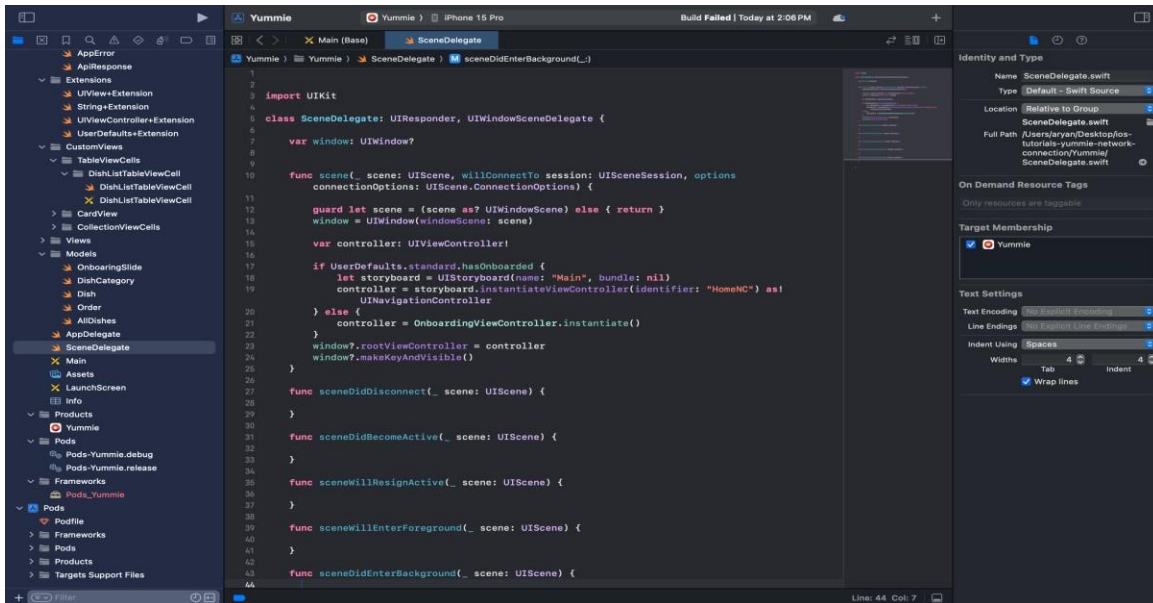 Yummie
Yummie
iPhone 15 Pro
Build Failed | Today at 2:06 PM
AppError
ApiResponse
Extensions
UIView+Extension
String+Extension
UIViewController+Extension
UserDefaults+Extension
CustomViews
TableViewCells
DishListTableViewCell
DishListTableViewCell
DishListTableViewCell
CardView
CollectionViewCells
Views
Models
OnboaringSlide
DishCategory
Dish
Order
AllDishes
AppDelegate
SceneDelegate
Main
Assets
LaunchScreen
Info
Products
Yummie
Pods
Pods-Yummie.debug
Pods-Yummie.release
Frameworks
Pods_Yummie
Pods
Podfile
Frameworks
Pods
Products
Targets Support Files
Filter
Main (Base)
SceneDelegate
Yummie 〉 Yummie 〉 SceneDelegate 〉 M sceneDidEnterBackground(_:)
1
2
3 import UIKit
4
5 class SceneDelegate: UIResponder, UIWindowSceneDelegate {
6
7 var window: UIWindow?
8
9
10 func scene(_ scene: UIScene, willConnectTo session: UISceneSession, options
connectionOptions: UIScene.ConnectionOptions) {
11
12 guard let scene = (scene as? UIWindowScene) else { return }
13 window = UIWindow(windowScene: scene)
14
15 var controller: UIViewController!
16
17 if UserDefaults.standard.hasOnboarded {
18 let storyboard = UIStoryboard(name: "Main", bundle: nil)
19 controller = storyboard.instantiateViewController(identifier: "HomeNC") as!
UINavigationController
20 } else {
21 controller = OnboardingViewController.instantiate()
22 }
23 window?.rootViewController = controller
24 window?.makeKeyAndVisible()
25 }
26
27 func sceneDidDisconnect(_ scene: UIScene) {
28
29 }
30
31 func sceneDidBecomeActive(_ scene: UIScene) {
32
33 }
34
35 func sceneWillResignActive(_ scene: UIScene) {
36
37 }
38
39 func sceneWillEnterForeground(_ scene: UIScene) {
40
41 }
42
43 func sceneDidEnterBackground(_ scene: UIScene) {
44
Line: 44 Col: 7
Identity and Type
Name SceneDelegate.swift
Type Default - Swift Source
Location Relative to Group
SceneDelegate.swift
Full Path /Users/aryan/Desktop/ios-
tutorials-yummie-network-
connection/Yummie/
SceneDelegate.swift
On Demand Resource Tags
Only resources are taggable
Target Membership
Yummie
Text Settings
Text Encoding No Explicit Encoding
Line Endings No Explicit Line Endings
Indent Using Spaces
Widths 4 4
Tab Indent
Wrap lines